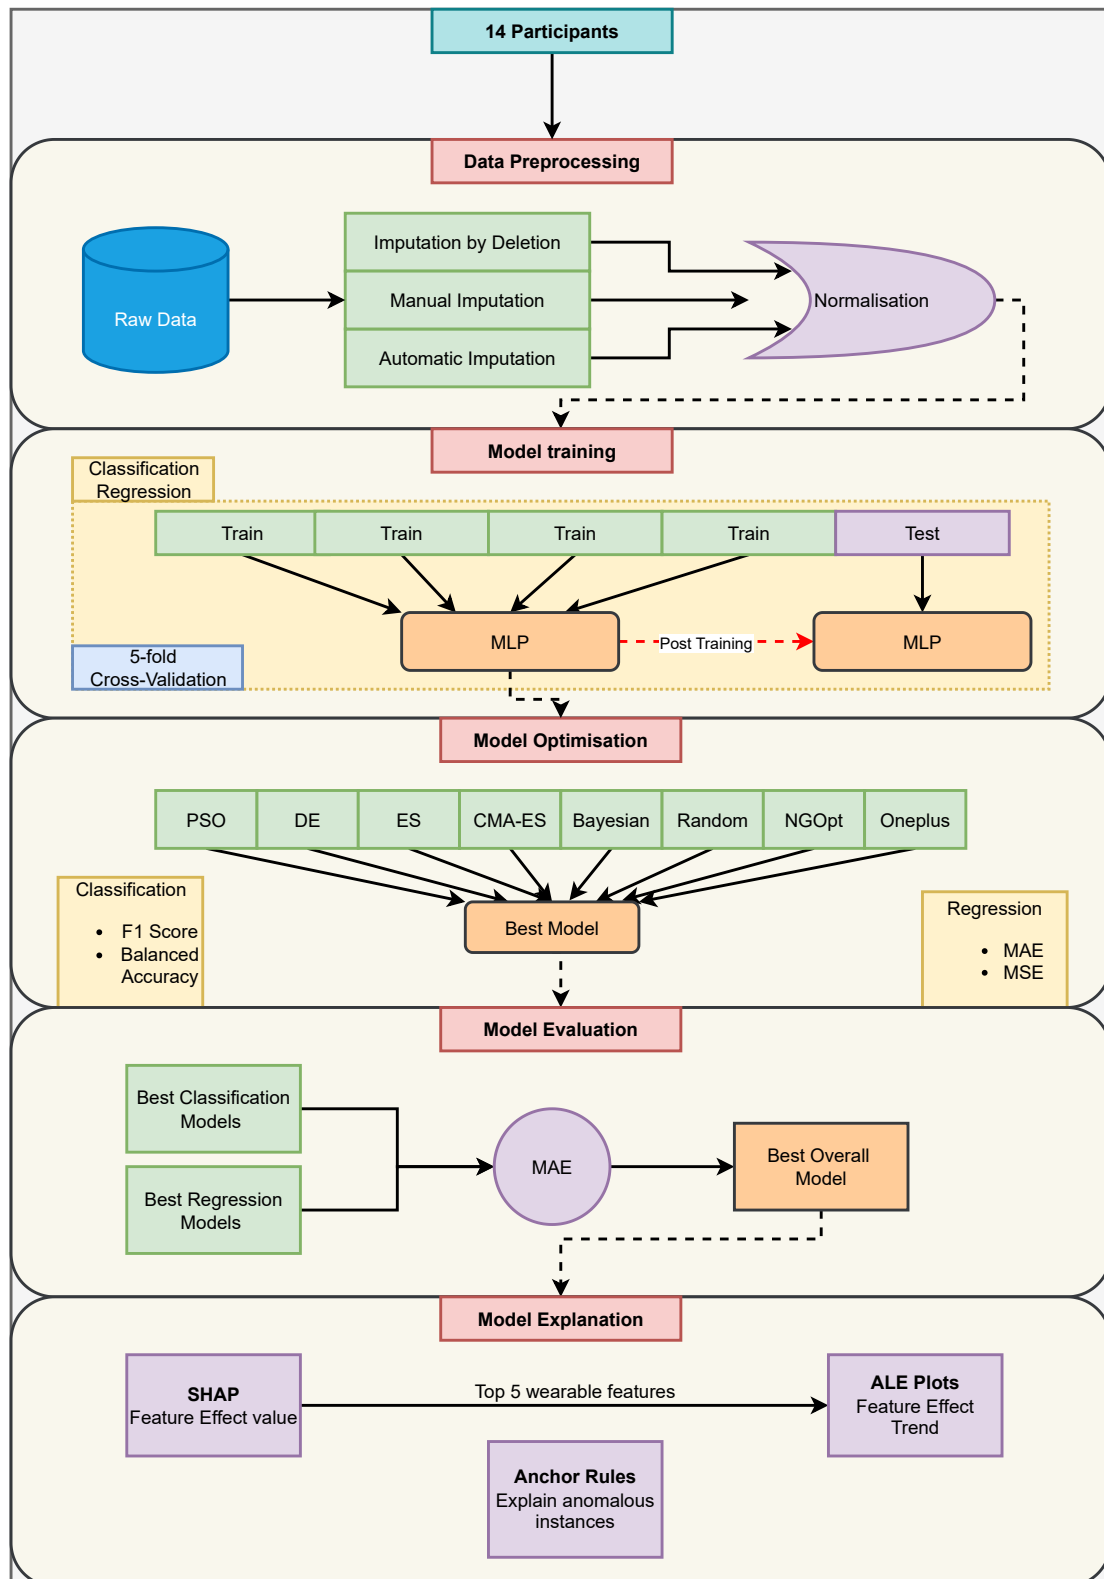 14 Participants
Data Preprocessing
Imputation by Deletion
Manual Imputation
Automatic Imputation
Raw Data
Normalisation
Model training
Classification
Regression
Train
Train
Train
Train
Test
MLP
Post Training
MLP
5-fold
Cross-Validation
Model Optimisation
PSO
DE
ES
CMA-ES
Bayesian
Random
NGOpt
Oneplus
Classification
• F1 Score
• Balanced
Accuracy
Best Model
Regression
• MAE
• MSE
Model Evaluation
Best Classification
Models
Best Regression
Models
MAE
Best Overall
Model
Model Explanation
SHAP
Feature Effect value
Top 5 wearable features
ALE Plots
Feature Effect
Trend
Anchor Rules
Explain anomalous
instances